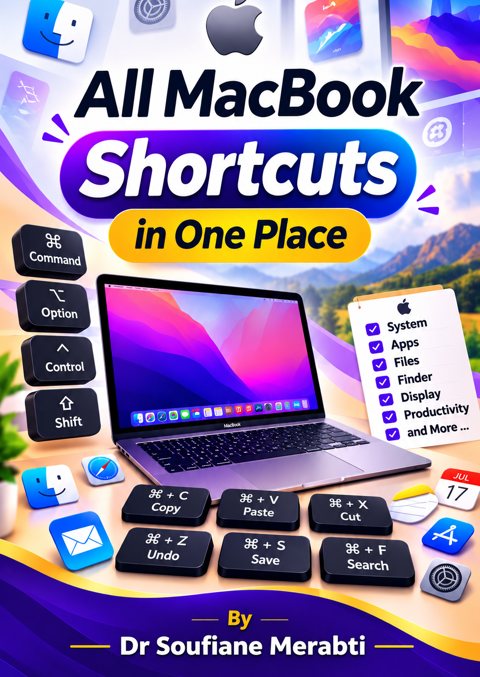 All MacBook
Shortcuts
in One Place
⌘
Command
⌥
Option
^
Control
⇧
Shift
System
Apps
Files
Finder
Display
Productivity
and More ...
MacBook
⌘ + C
Copy
⌘ + V
Paste
⌘ + X
Cut
⌘ + Z
Undo
⌘ + S
Save
⌘ + F
Search
JUL
17
By
Dr Soufiane Merabti